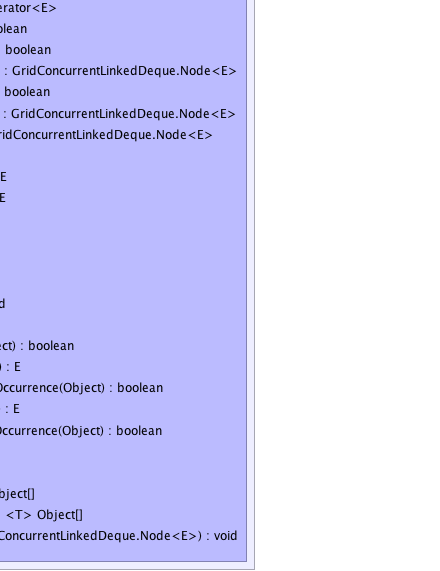 erator<E>
olean
boolean
: GridConcurrentLinkedDeque.Node<E>
boolean
: GridConcurrentLinkedDeque.Node<E>
ridConcurrentLinkedDeque.Node<E>
E
E
d
ect) : boolean
) : E
Occurrence(Object) : boolean
: E
Occurrence(Object) : boolean
bject[]
<T> Object[]
ConcurrentLinkedDeque.Node<E>) : void